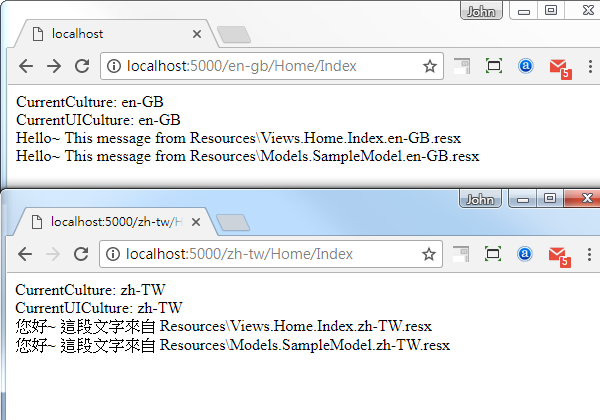 John
localhost
localhost:5000/en-gb/Home/Index
5
CurrentCulture: en-GB
CurrentUICulture: en-GB
Hello~ This message from Resources\Views.Home.Index.en-GB.resx
Hello~ This message from Resources\Models.SampleModel.en-GB.resx
John
localhost:5000/zh-tw/H
localhost:5000/zh-tw/Home/Index
5
CurrentCulture: zh-TW
CurrentUICulture: zh-TW
您好~ 這段文字來自 Resources\Views.Home.Index.zh-TW.resx
您好~ 這段文字來自 Resources\Models.SampleModel.zh-TW.resx